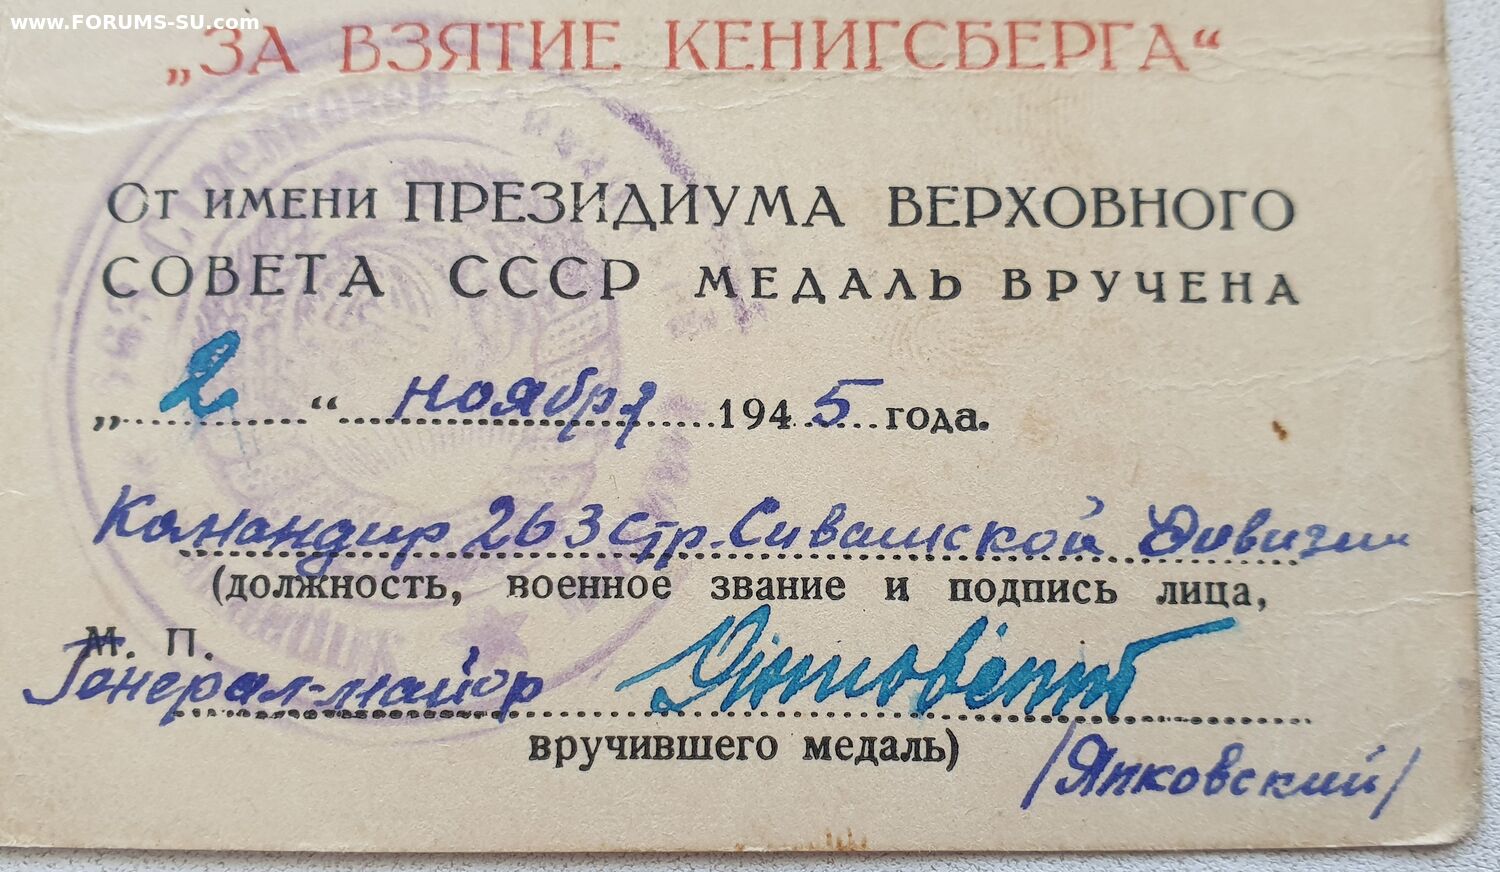 www.FORUMS-SU.com
„ЗА ВЗЯТИЕ КЕНИГСБЕРГА“
От имени ПРЕЗИДИУМА ВЕРХОВНОГО
СОВЕТА СССР МЕДАЛЬ ВРУЧЕНА
„2“ ноября 1945 года.
Командир 263 стр. Сивашской дивизии
(должность, военное звание и подпись лица,
М. П.
Генерал-майор
вручившего медаль)
/Япковский/